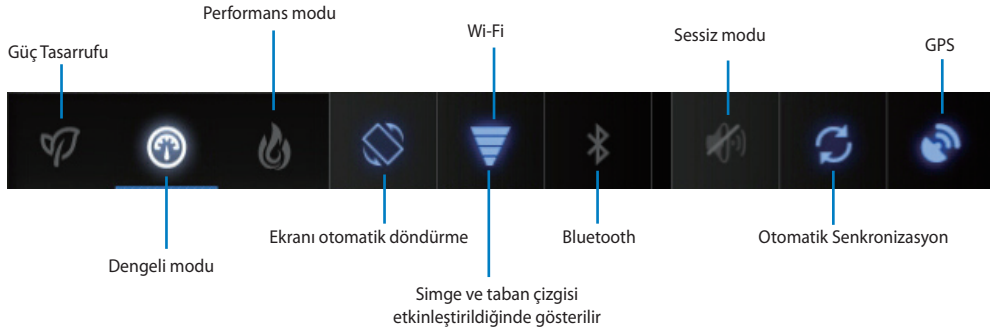 Performans modu
Wi-Fi
Sessiz modu
GPS
Güç Tasarrufu
Ekranı otomatik döndürme
Bluetooth
Otomatik Senkronizasyon
Dengeli modu
Simge ve taban çizgisi
etkinleştirildiğinde gösterilir